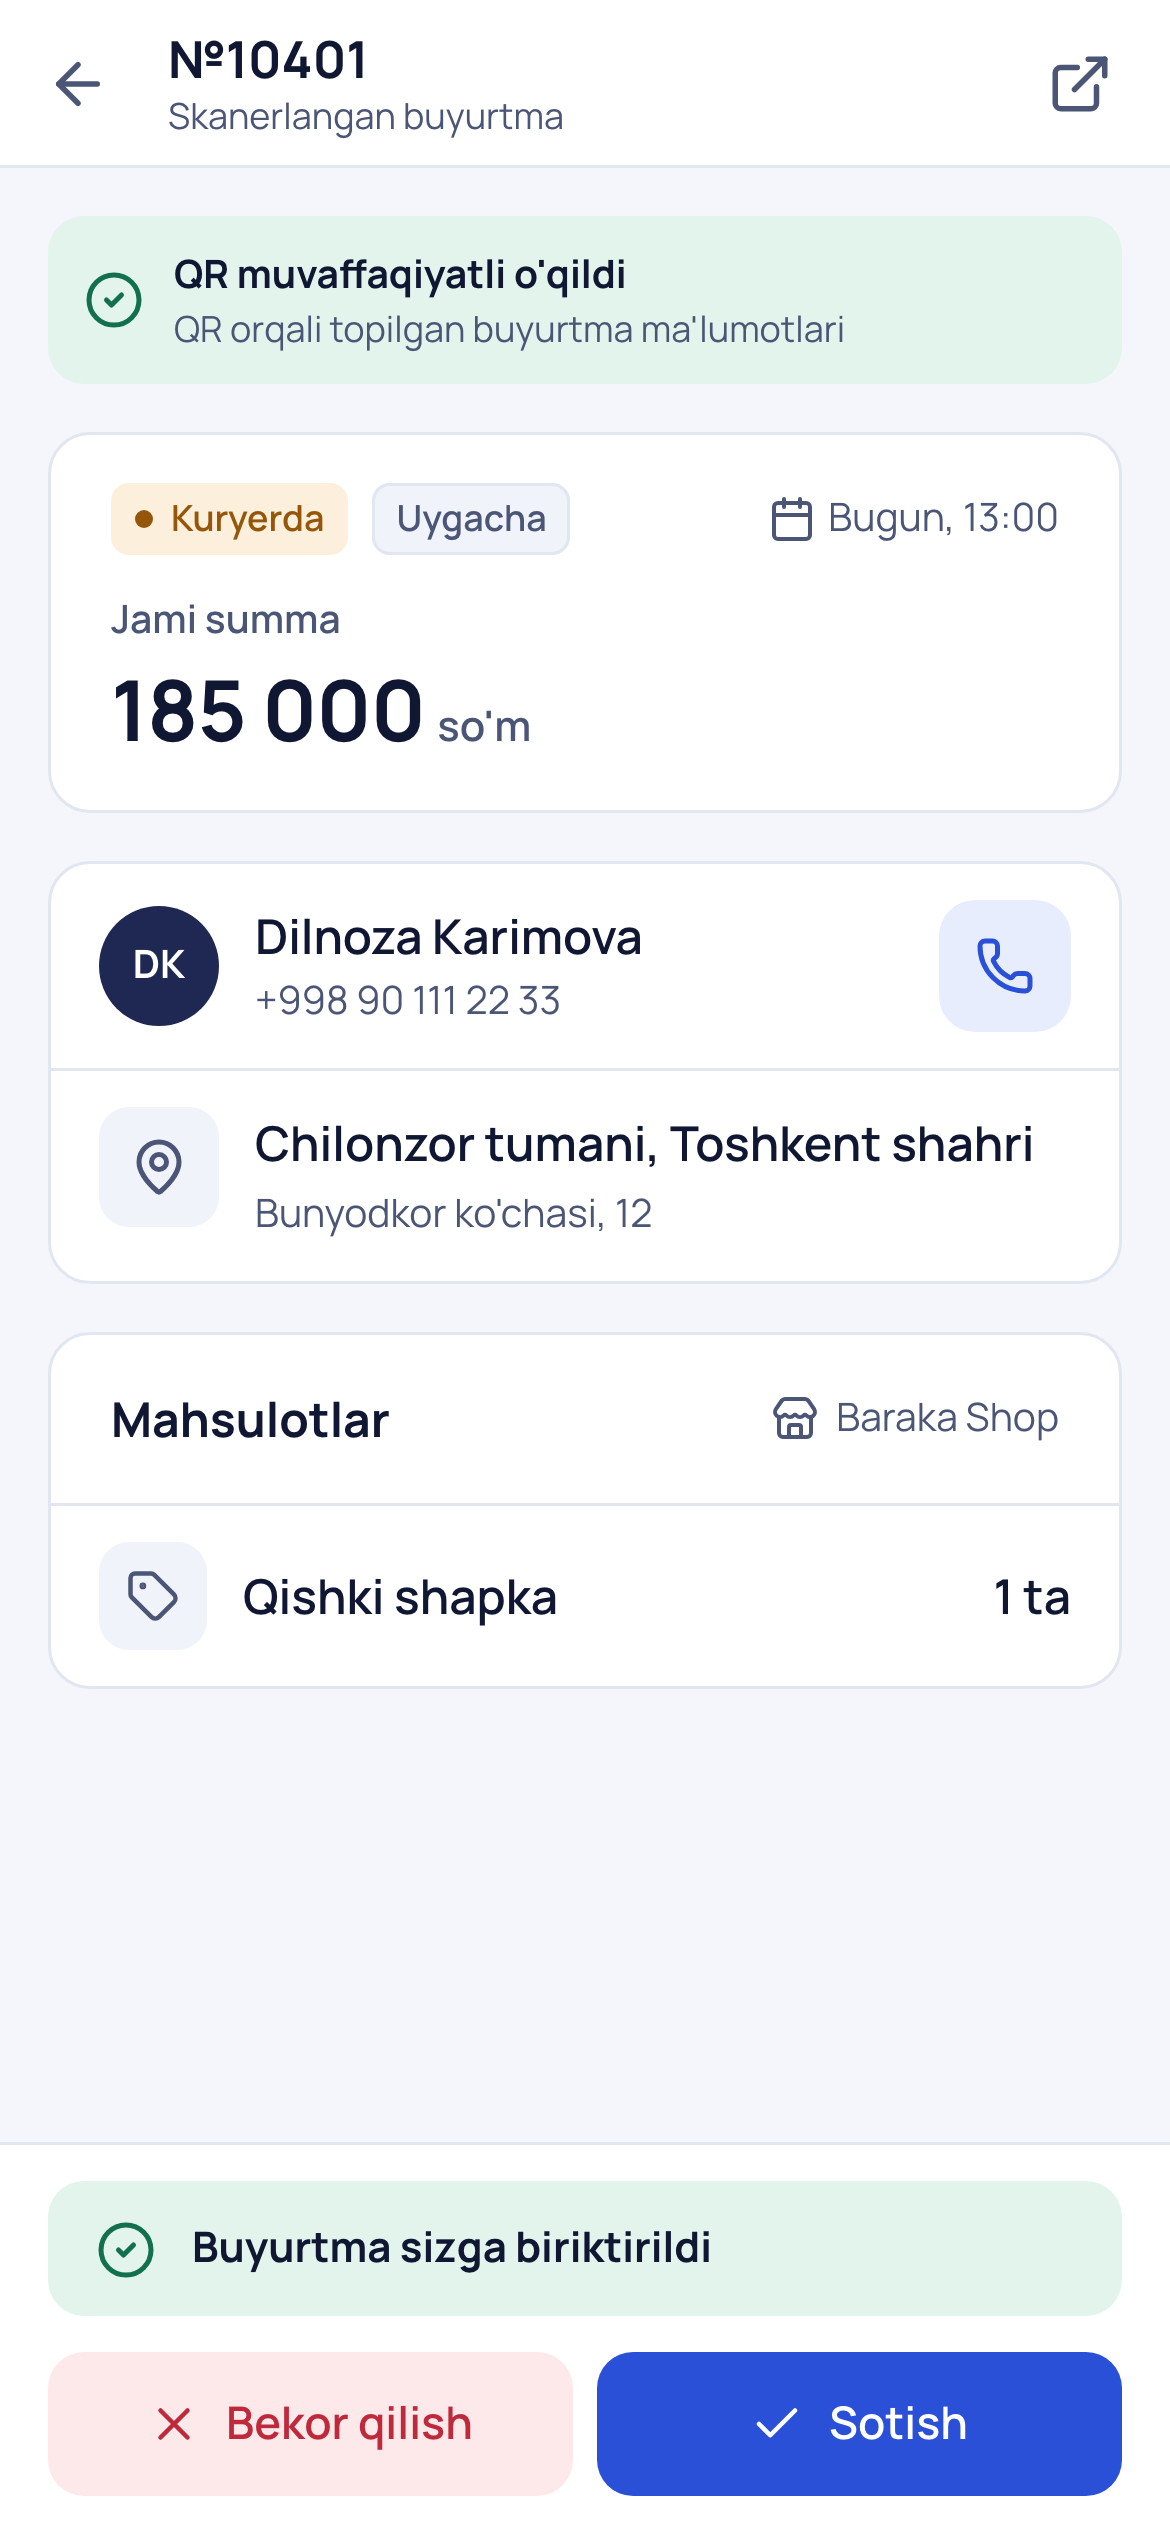 №10401
Skanerlangan buyurtma
QR muvaffaqiyatli o'qildi
QR orqali topilgan buyurtma ma'lumotlari
Kuryerda
Uygacha
Bugun, 13:00
Jami summa
185 000 so'm
DK
Dilnoza Karimova
+998 90 111 22 33
Chilonzor tumani, Toshkent shahri
Bunyodkor ko'chasi, 12
Mahsulotlar
Baraka Shop
Qishki shapka
1 ta
Buyurtma sizga biriktirildi
Bekor qilish
Sotish